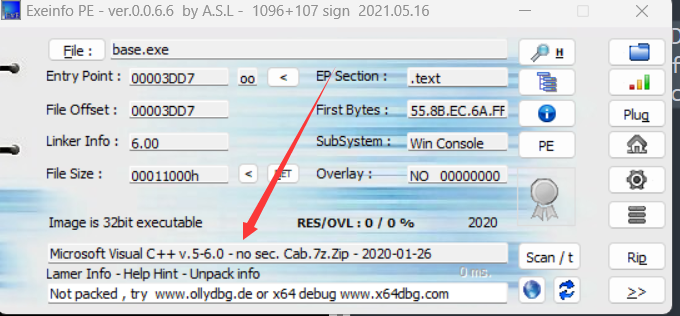 Exeinfo PE - ver.0.0.6.6 by A.S.L - 1096+107 sign 2021.05.16
File : base.exe H
Entry Point : 00003DD7 oo < EP Section : .text
File Offset : 00003DD7 First Bytes : 55.8B.EC.6A.FF Plug
Linker Info : 6.00 SubSystem : Win Console PE
File Size : 00011000h < Overlay : NO 00000000
Image is 32bit executable RES/OVL : 0 / 0 % 2020
Microsoft Visual C++ v.5-6.0 - no sec. Cab.7z.Zip - 2020-01-26 Scan / t Rip
Lamer Info - Help Hint - Unpack info 0 ms.
Not packed , try www.ollydbg.de or x64 debug www.x64dbg.com >>